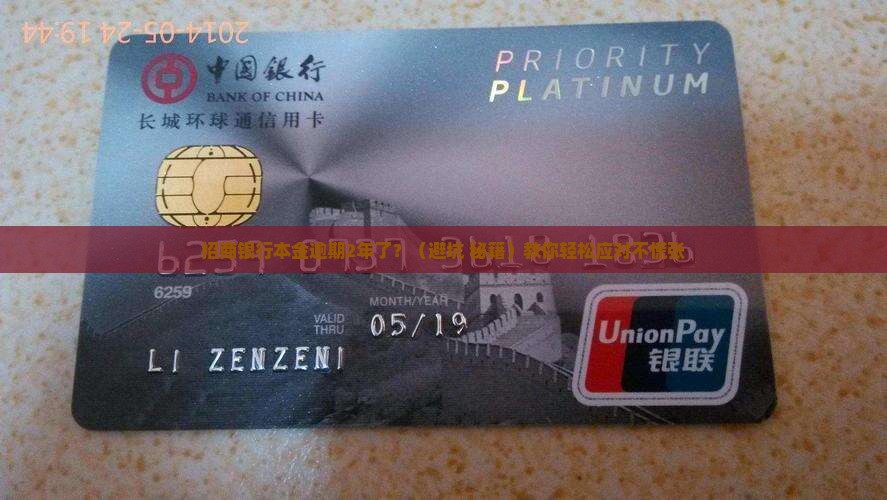 2014-05-24 19:44
中国銀行
BANK OF CHINA
长城环球通信用卡
PRIORITY
PLATINUM
招商银行本金逾期2年了？（避坑 秘籍）教你轻松应对不慌张
6259
MONTH/YEAR
VALID
THRU
05/19
LI ZENZENI
UnionPay
银联